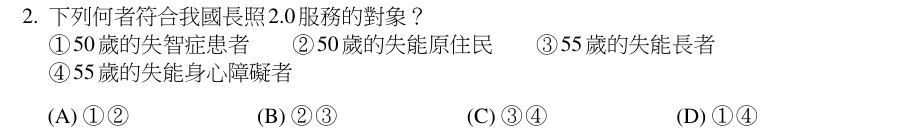 2. 下列何者符合我國長照2.0服務的對象？
①50歲的失智症患者 ②50歲的失能原住民 ③55歲的失能長者
④55歲的失能身心障礙者
(A) ①② (B) ②③ (C) ③④ (D) ①④